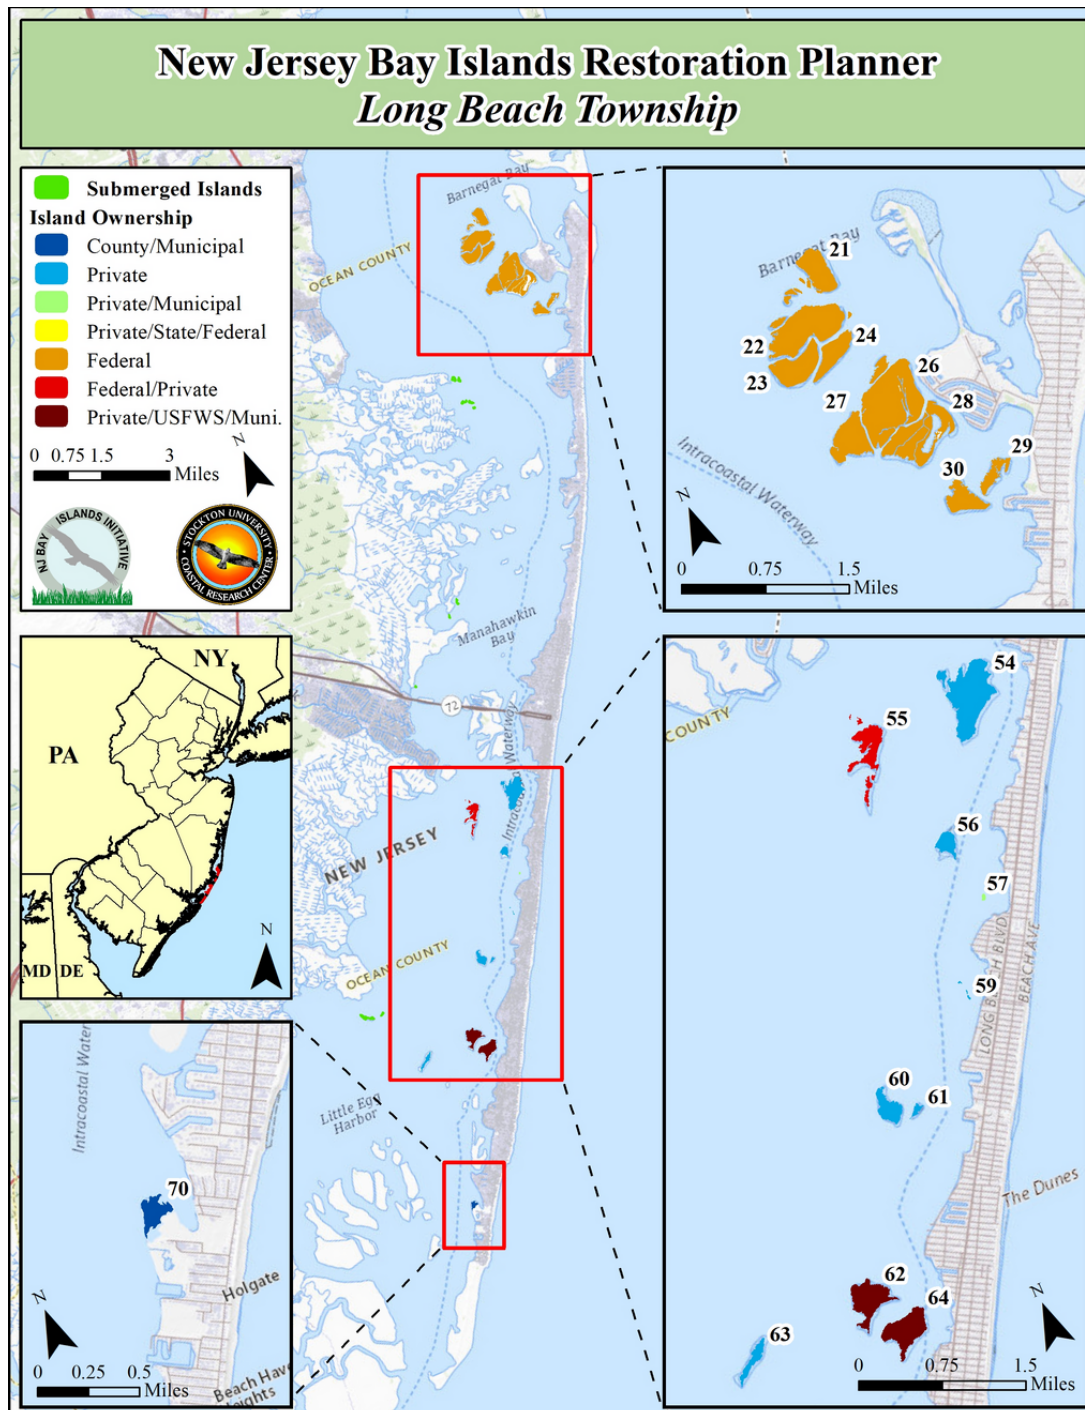 New Jersey Bay Islands Restoration Planner
Long Beach Township
Submerged Islands
Island Ownership
County/Municipal
Private
Private/Municipal
Private/State/Federal
Federal
Federal/Private
Private/USFWS/Muni.
N
0 0.75 1.5 3
Miles
NJ BAY ISLANDS INITIATIVE
STOCKTON UNIVERSITY
COASTAL RESEARCH CENTER
Barnegat Bay
OCEAN COUNTY
Manahawkin
Bay
72
Intracoastal Waterway
NEW JERSEY
OCEAN COUNTY
Little Egg
Harbor
Barnegat Bay
21
22
24
23
26
27
28
29
30
Intracoastal Waterway
N
0 0.75 1.5
Miles
NY
PA
MD
DE
N
COUNTY
54
55
56
57
59
LONG BEACH BLVD
BEACH AVE
60
61
The Dunes
62
64
63
N
0 0.75 1.5
Miles
Intracoastal Water
70
Holgate
N
0 0.25 0.5
Miles
Beach Hav
eights